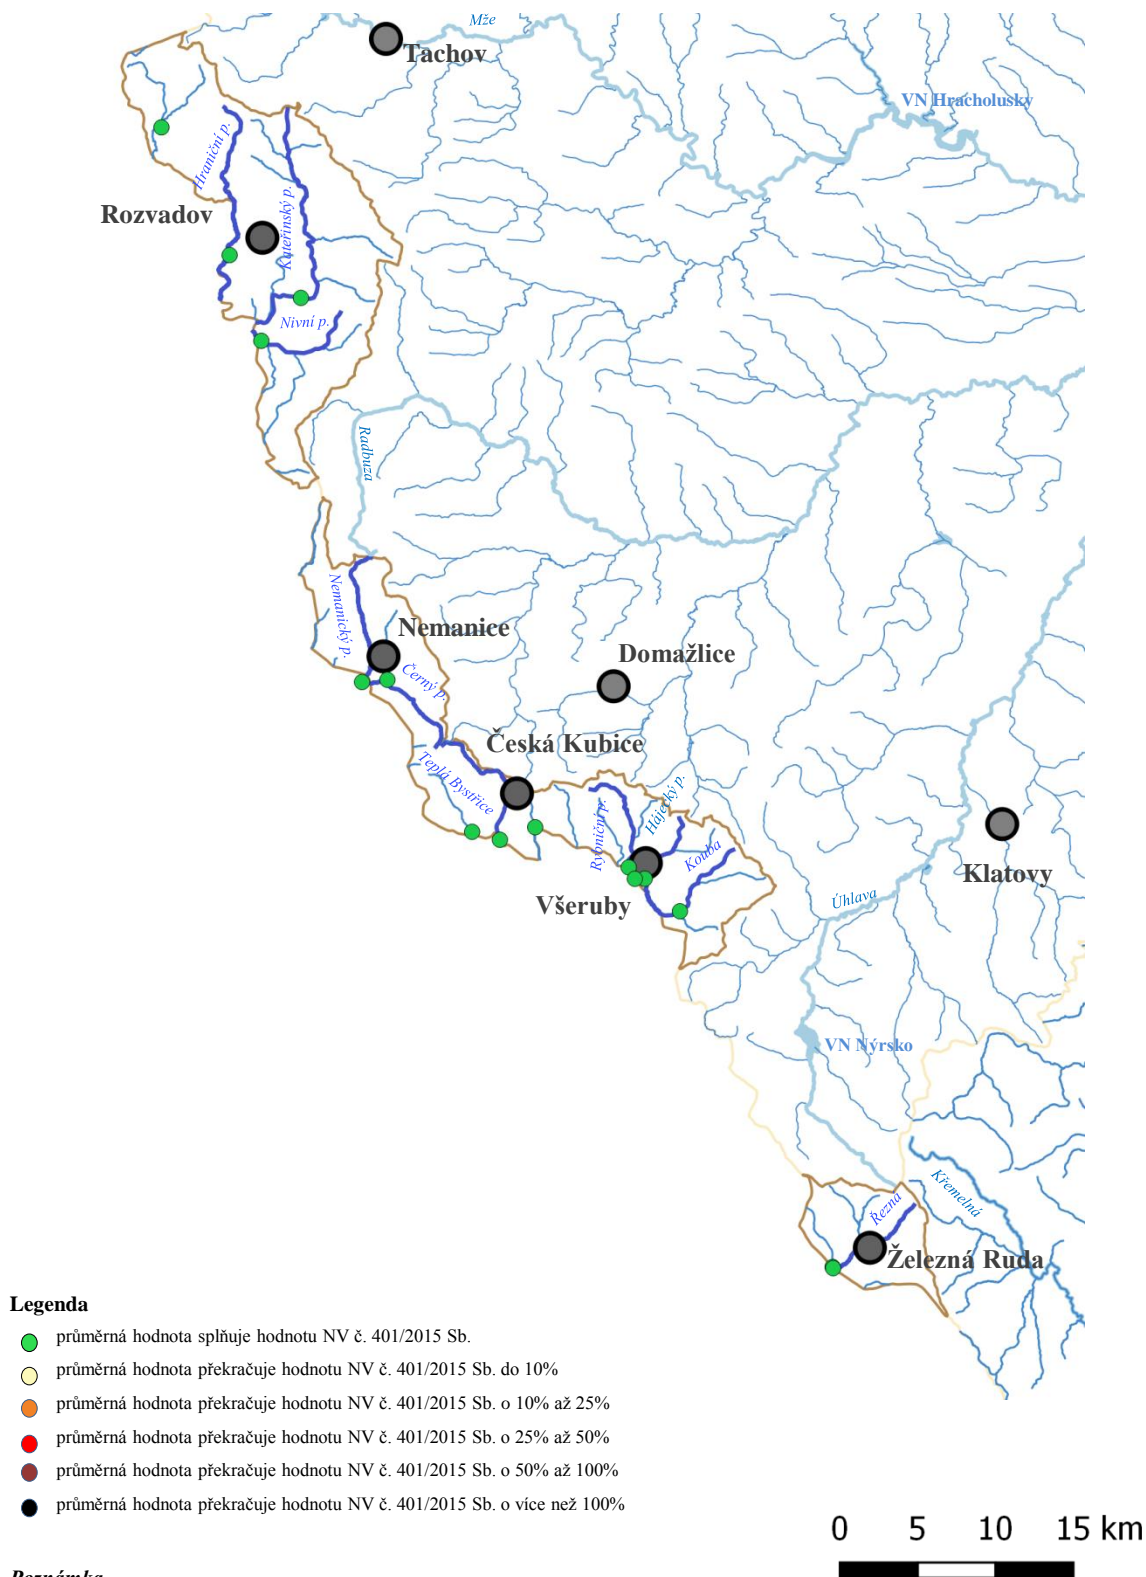 Mže
Tachov
VN Hracholusky
Hraniční p.
Rozvadov
Kateřinský p.
Nivní p.
Radbuza
Nemanický p.
Nemanice
Černý p.
Domažlice
Česká Kubice
Teplá Bystřice
Rybniční p.
Hájecký p.
Kouba
Všeruby
Klatovy
Úhlava
VN Nýrsko
Křemelná
Řezna
Železná Ruda
Legenda
průměrná hodnota splňuje hodnotu NV č. 401/2015 Sb.
průměrná hodnota překračuje hodnotu NV č. 401/2015 Sb. do 10%
průměrná hodnota překračuje hodnotu NV č. 401/2015 Sb. o 10% až 25%
průměrná hodnota překračuje hodnotu NV č. 401/2015 Sb. o 25% až 50%
průměrná hodnota překračuje hodnotu NV č. 401/2015 Sb. o 50% až 100%
průměrná hodnota překračuje hodnotu NV č. 401/2015 Sb. o více než 100%
0 5 10 15 km
Poznámka